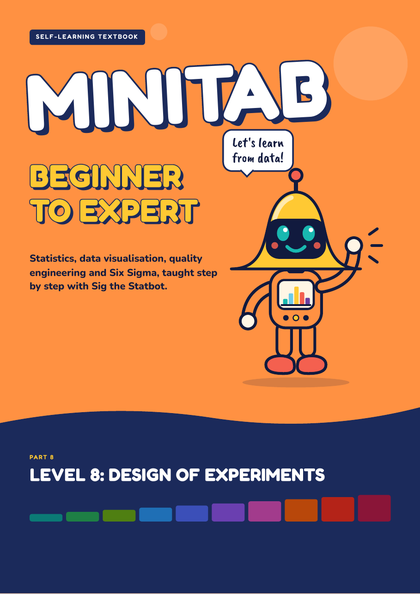 SELF-LEARNING TEXTBOOK
MINITAB
Let's learn
from data!
BEGINNER
TO EXPERT
Statistics, data visualisation, quality
engineering and Six Sigma, taught step
by step with Sig the Statbot.
PART 8
LEVEL 8: DESIGN OF EXPERIMENTS